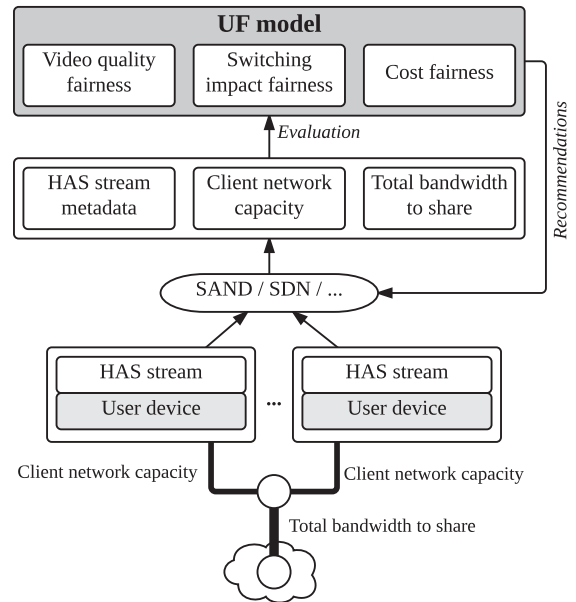 UF model
Video quality
fairness
Switching
impact fairness
Cost fairness
Evaluation
Recommendations
HAS stream
metadata
Client network
capacity
Total bandwidth
to share
SAND / SDN / ...
HAS stream
User device
...
HAS stream
User device
Client network capacity
Client network capacity
Total bandwidth to share